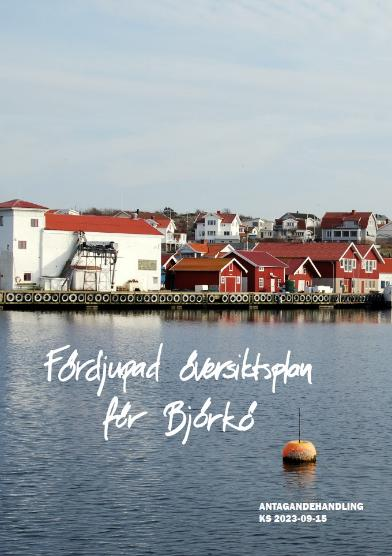 Fördjupad översiktsplan
för Björkö
ANTAGANDEHANDLING
KS 2023-09-15